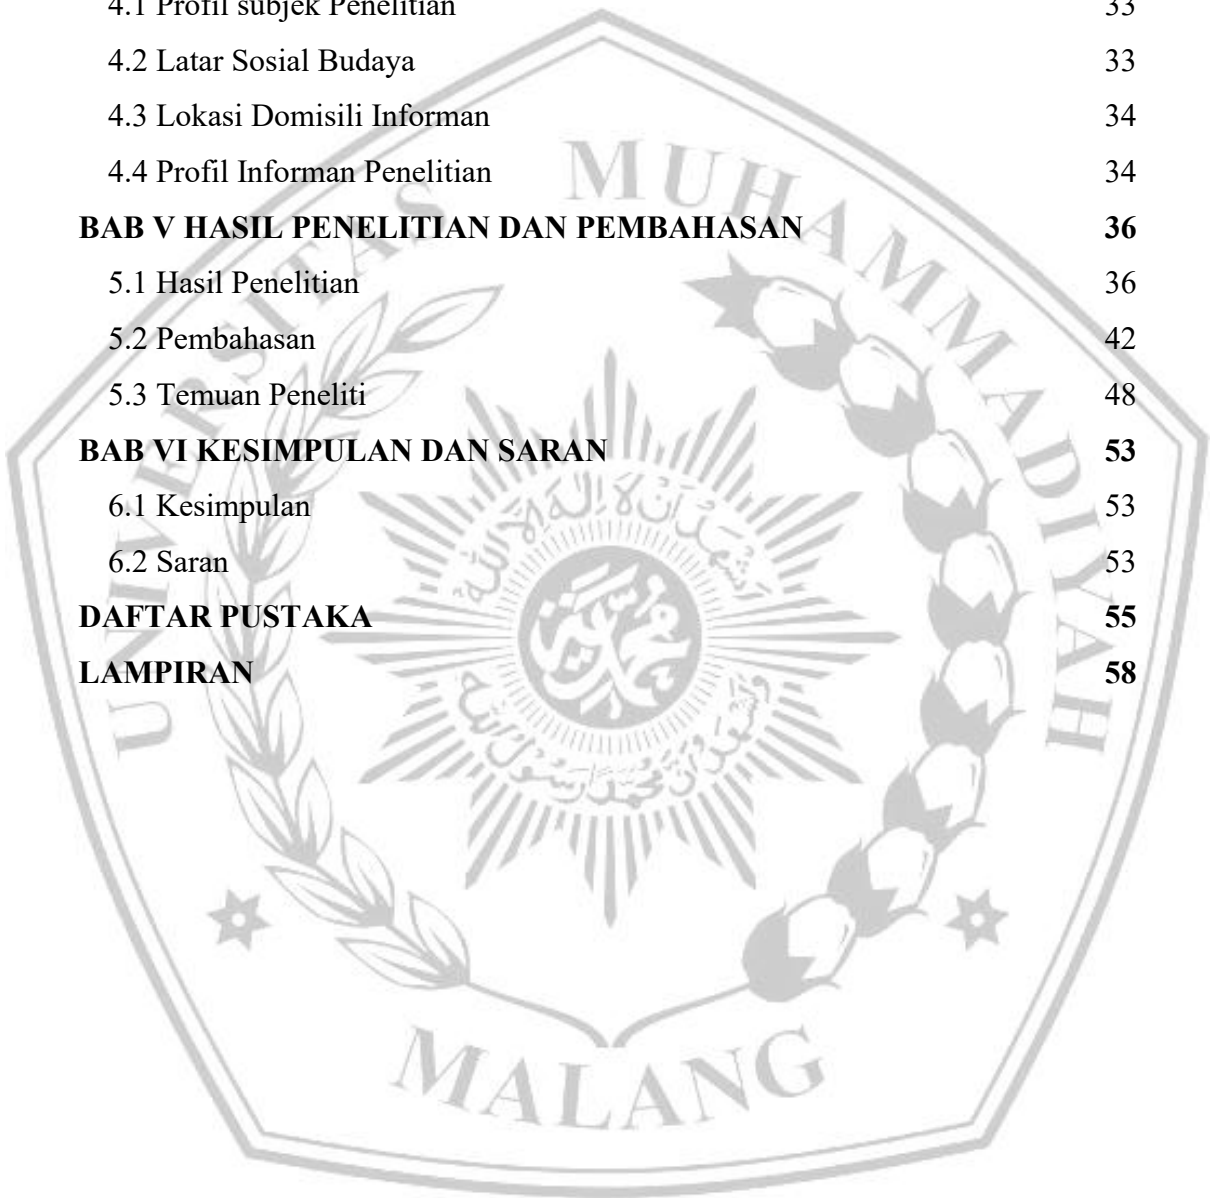 4.1 Profil subjek Penelitian 33
4.2 Latar Sosial Budaya 33
4.3 Lokasi Domisili Informan 34
4.4 Profil Informan Penelitian 34
BAB V HASIL PENELITIAN DAN PEMBAHASAN 36
5.1 Hasil Penelitian 36
5.2 Pembahasan 42
5.3 Temuan Peneliti 48
BAB VI KESIMPULAN DAN SARAN 53
6.1 Kesimpulan 53
6.2 Saran 53
DAFTAR PUSTAKA 55
LAMPIRAN 58
UNIVERSITAS MUHAMMADIYAH
MALANG